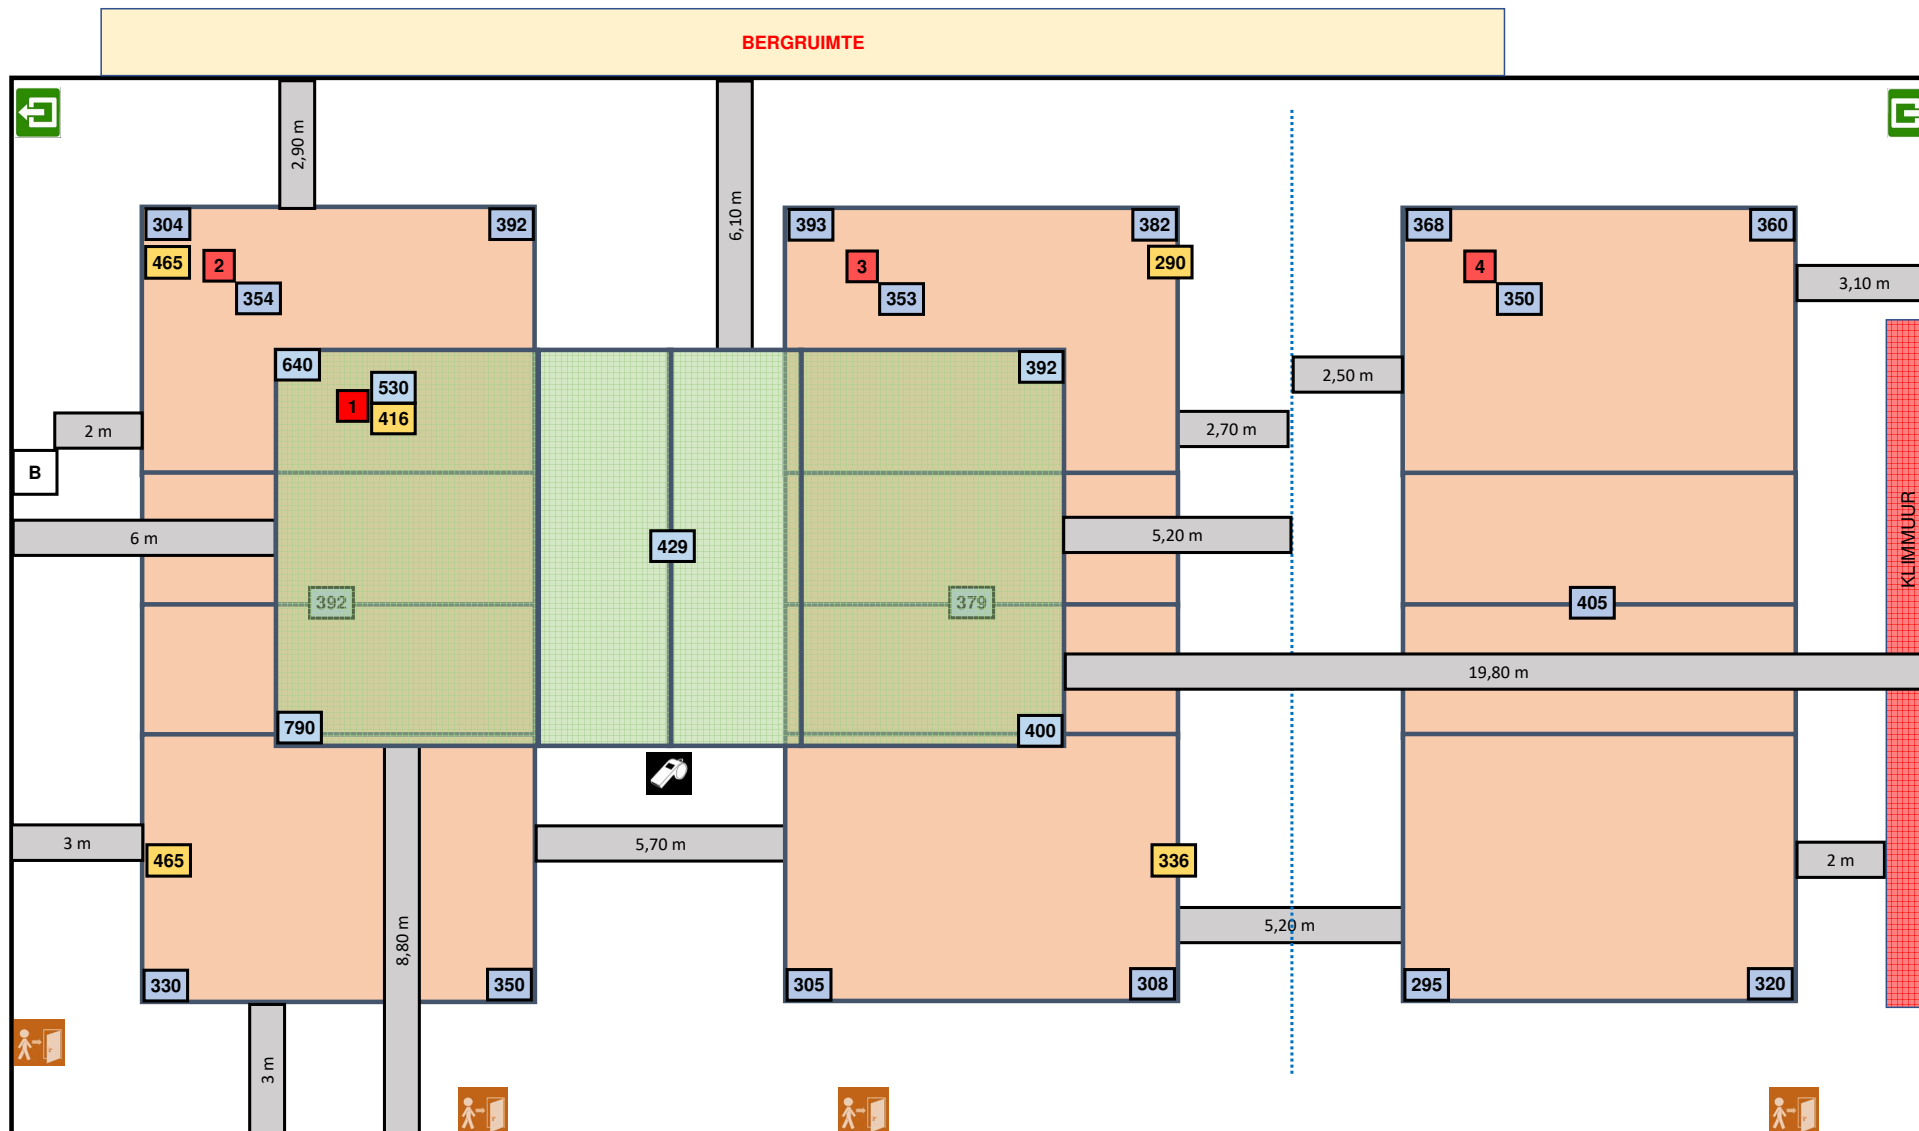 BERGRUIMTE
2,90 m
6,10 m
304
392
393
382
368
360
465
2
354
3
353
290
4
350
3,10 m
640
1
530
416
392
2,50 m
2 m
2,70 m
B
6 m
429
5,20 m
KLIMMUUR
392
379
405
19,80 m
790
400
3 m
465
5,70 m
336
2 m
8,80 m
5,20 m
330
350
305
308
295
320
3 m